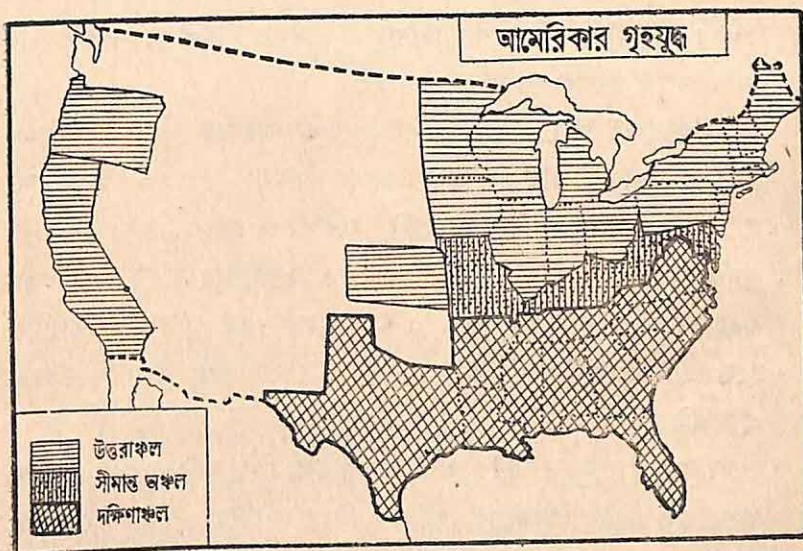 আমেরিকার গৃহযুদ্ধ
উত্তরাঞ্চল
সীমান্ত অঞ্চল
দক্ষিণাঞ্চল